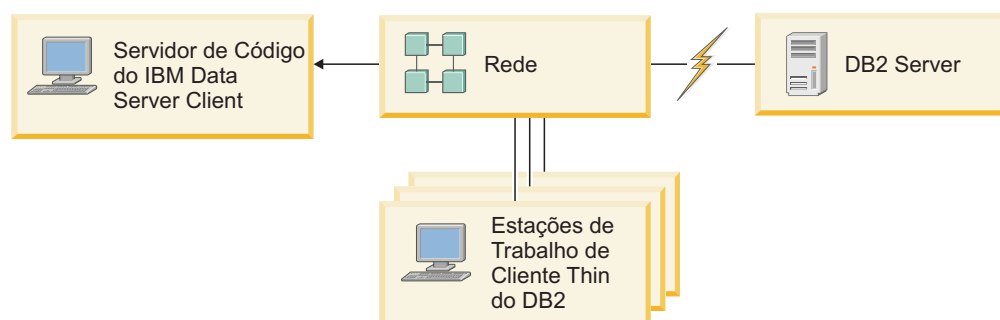 Servidor de Código
do IBM Data
Server Client
Rede
DB2 Server
Estações de
Trabalho de
Cliente Thin
do DB2